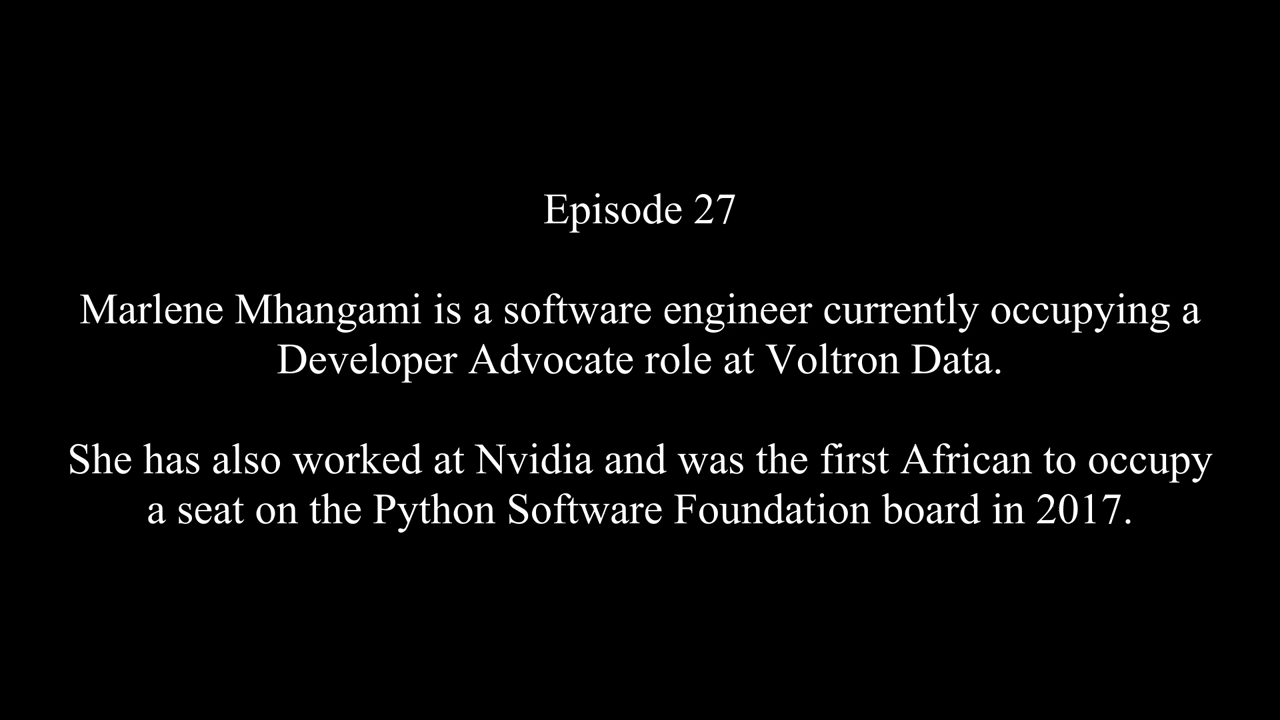 Episode 27
Marlene Mhangami is a software engineer currently occupying a
Developer Advocate role at Voltron Data.
She has also worked at Nvidia and was the first African to occupy
a seat on the Python Software Foundation board in 2017.